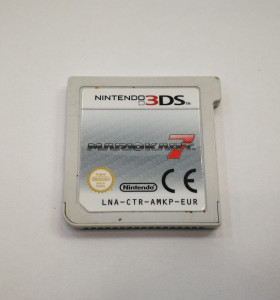 NINTENDO 3DS
MARIOKART 7
Nintendo
CE
LNA-CTR-AMKP-EUR